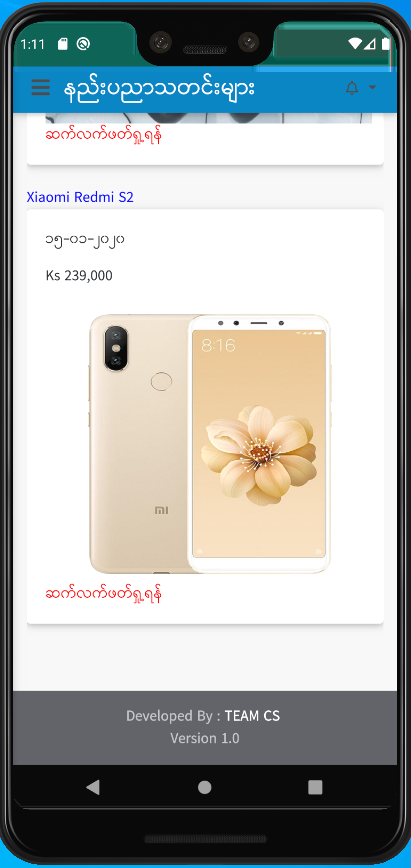 1:11
နည်းပညာသတင်းများ
ဆက်လက်ဖတ်ရှု့ရန်
Xiaomi Redmi S2
၁၅-၀၁-၂၀၂၀
Ks 239,000
8:16
MI
ဆက်လက်ဖတ်ရှု့ရန်
Developed By : TEAM CS
Version 1.0